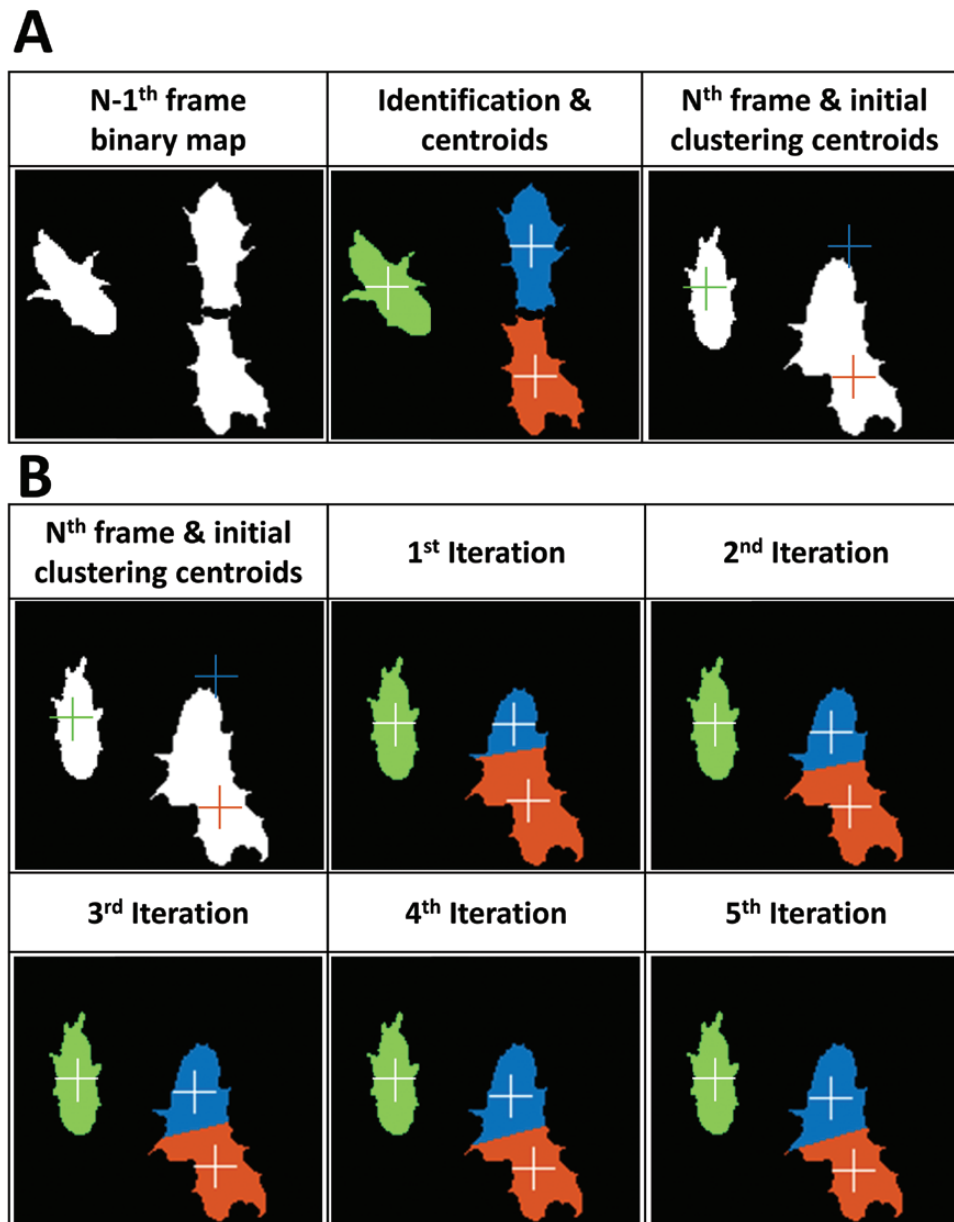 A
N-1th frame
binary map
Identification &
centroids
Nth frame & initial
clustering centroids
B
Nth frame & initial
clustering centroids
1st Iteration
2nd Iteration
3rd Iteration
4th Iteration
5th Iteration